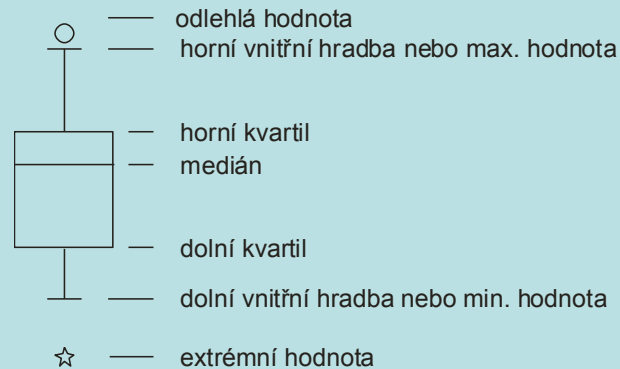 odlehlá hodnota
horní vnitřní hradba nebo max. hodnota
horní kvartil
medián
dolní kvartil
dolní vnitřní hradba nebo min. hodnota
extrémní hodnota